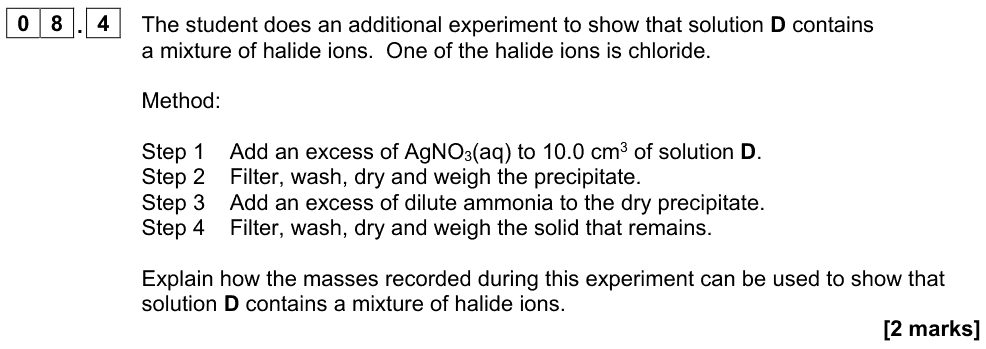 08.4 The student does an additional experiment to show that solution D contains
a mixture of halide ions. One of the halide ions is chloride.
Method:
Step 1 Add an excess of AgNO₃(aq) to 10.0 cm³ of solution D.
Step 2 Filter, wash, dry and weigh the precipitate.
Step 3 Add an excess of dilute ammonia to the dry precipitate.
Step 4 Filter, wash, dry and weigh the solid that remains.
Explain how the masses recorded during this experiment can be used to show that
solution D contains a mixture of halide ions.
[2 marks]